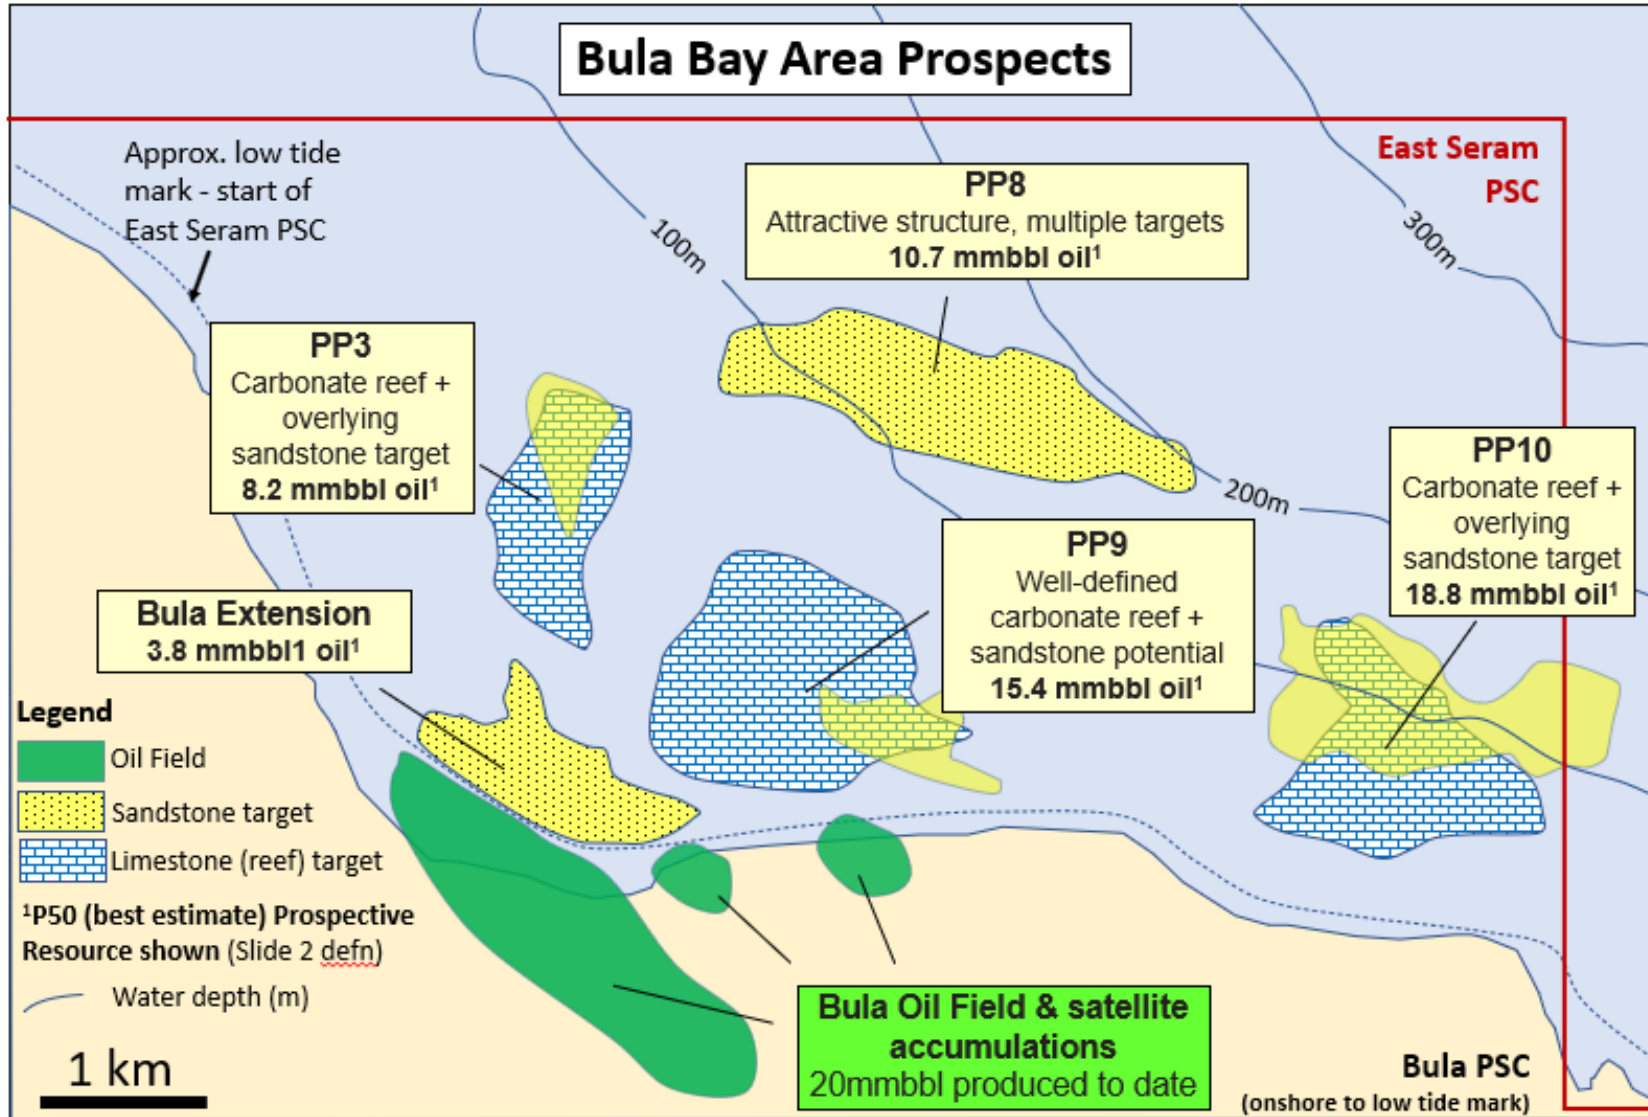 Bula Bay Area Prospects
Approx. low tide
mark - start of
East Seram PSC
East Seram
PSC
100m
200m
300m
PP8
Attractive structure, multiple targets
10.7 mmbbl oil¹
PP3
Carbonate reef +
overlying
sandstone target
8.2 mmbbl oil¹
PP10
Carbonate reef +
overlying
sandstone target
18.8 mmbbl oil¹
PP9
Well-defined
carbonate reef +
sandstone potential
15.4 mmbbl oil¹
Bula Extension
3.8 mmbbl1 oil¹
Legend
Oil Field
Sandstone target
Limestone (reef) target
¹P50 (best estimate) Prospective
Resource shown (Slide 2 defn)
Water depth (m)
1 km
Bula Oil Field & satellite
accumulations
20mmbbl produced to date
Bula PSC
(onshore to low tide mark)